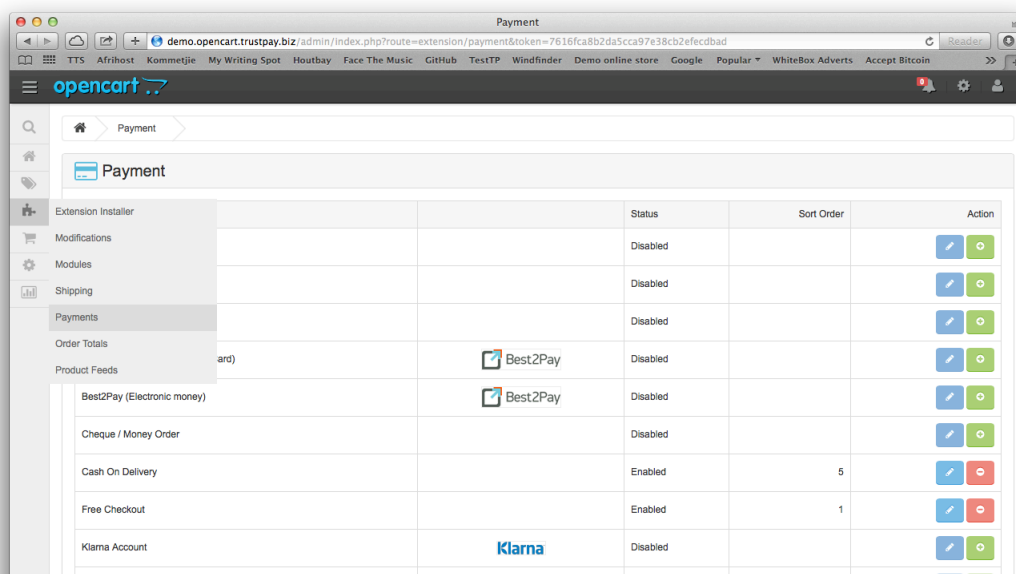 Payment
demo.opencart.trustpay.biz/admin/index.php?route=extension/payment&token=7616fca8b2da5cca97e38cb2efecdbad
Reader
TTS Afrihost Kommetjie My Writing Spot Houtbay Face The Music GitHub TestTP Windfinder Demo online store Google Popular WhiteBox Adverts Accept Bitcoin
opencart
0
Payment
Payment
Extension Installer
Status Sort Order Action
Modifications
Disabled
Modules
Disabled
Shipping
Payments
Disabled
Order Totals
ard) Best2Pay Disabled
Product Feeds
Best2Pay (Electronic money) Best2Pay Disabled
Cheque / Money Order Disabled
Cash On Delivery Enabled 5
Free Checkout Enabled 1
Klarna Account Klarna Disabled